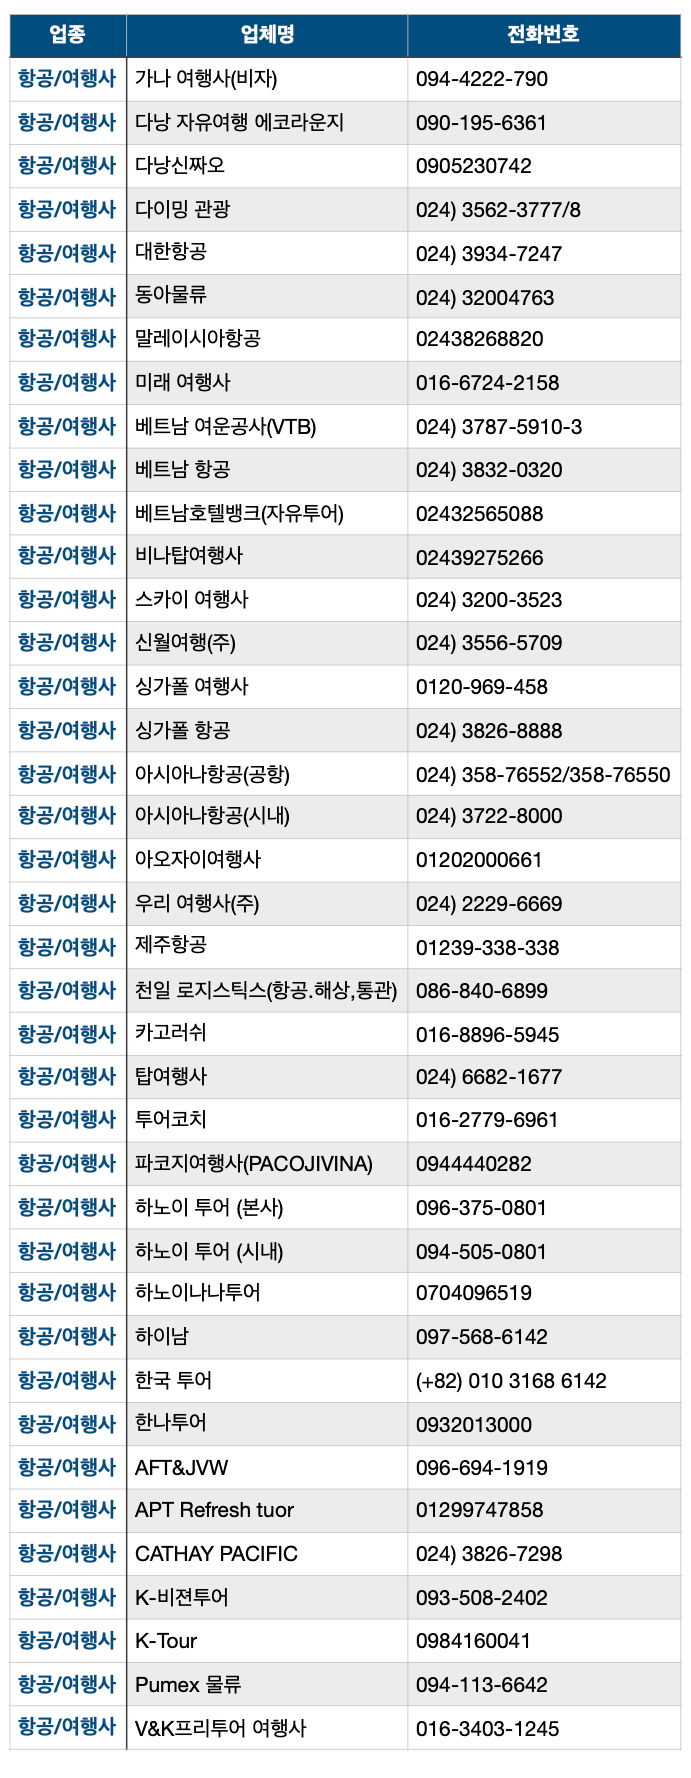 업종 업체명 전화번호
항공/여행사 가나 여행사(비자) 094-4222-790
항공/여행사 다낭 자유여행 에코라운지 090-195-6361
항공/여행사 다낭신짜오 0905230742
항공/여행사 다이밍 관광 024) 3562-3777/8
항공/여행사 대한항공 024) 3934-7247
항공/여행사 동아물류 024) 32004763
항공/여행사 말레이시아항공 02438268820
항공/여행사 미래 여행사 016-6724-2158
항공/여행사 베트남 여운공사(VTB) 024) 3787-5910-3
항공/여행사 베트남 항공 024) 3832-0320
항공/여행사 베트남호텔뱅크(자유투어) 02432565088
항공/여행사 비나탑여행사 02439275266
항공/여행사 스카이 여행사 024) 3200-3523
항공/여행사 신월여행(주) 024) 3556-5709
항공/여행사 싱가폴 여행사 0120-969-458
항공/여행사 싱가폴 항공 024) 3826-8888
항공/여행사 아시아나항공(공항) 024) 358-76552/358-76550
항공/여행사 아시아나항공(시내) 024) 3722-8000
항공/여행사 아오자이여행사 01202000661
항공/여행사 우리 여행사(주) 024) 2229-6669
항공/여행사 제주항공 01239-338-338
항공/여행사 천일 로지스틱스(항공.해상,통관) 086-840-6899
항공/여행사 카고러쉬 016-8896-5945
항공/여행사 탑여행사 024) 6682-1677
항공/여행사 투어코치 016-2779-6961
항공/여행사 파코지여행사(PACOJIVINA) 0944440282
항공/여행사 하노이 투어 (본사) 096-375-0801
항공/여행사 하노이 투어 (시내) 094-505-0801
항공/여행사 하노이나나투어 0704096519
항공/여행사 하이남 097-568-6142
항공/여행사 한국 투어 (+82) 010 3168 6142
항공/여행사 한나투어 0932013000
항공/여행사 AFT&JVW 096-694-1919
항공/여행사 APT Refresh tuor 01299747858
항공/여행사 CATHAY PACIFIC 024) 3826-7298
항공/여행사 K-비젼투어 093-508-2402
항공/여행사 K-Tour 0984160041
항공/여행사 Pumex 물류 094-113-6642
항공/여행사 V&K프리투어 여행사 016-3403-1245